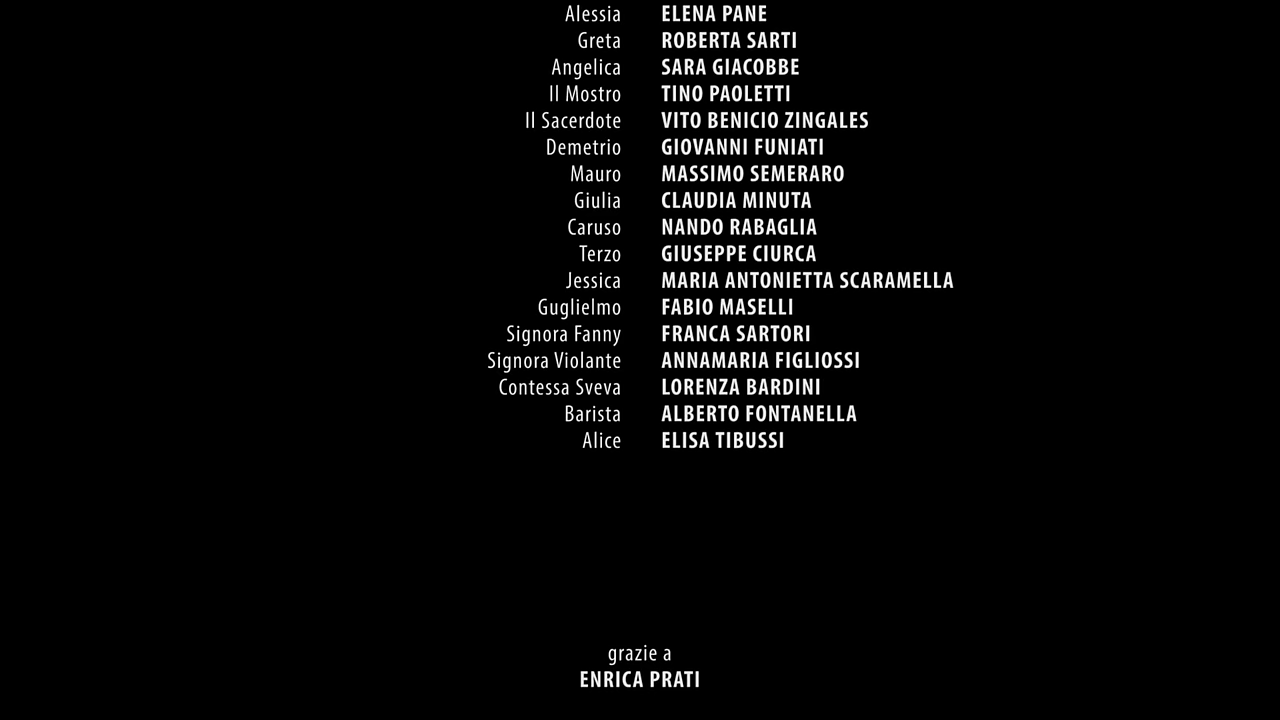 Alessia ELENA PANE
Greta ROBERTA SARTI
Angelica SARA GIACOBBE
Il Mostro TINO PAOLETTI
Il Sacerdote VITO BENICIO ZINGALES
Demetrio GIOVANNI FUNIATI
Mauro MASSIMO SEMERARO
Giulia CLAUDIA MINUTA
Caruso NANDO RABAGLIA
Terzo GIUSEPPE CIURCA
Jessica MARIA ANTONIETTA SCARAMELLA
Guglielmo FABIO MASELLI
Signora Fanny FRANCA SARTORI
Signora Violante ANNAMARIA FIGLIOSSI
Contessa Sveva LORENZA BARDINI
Barista ALBERTO FONTANELLA
Alice ELISA TIBUSSI
grazie a
ENRICA PRATI